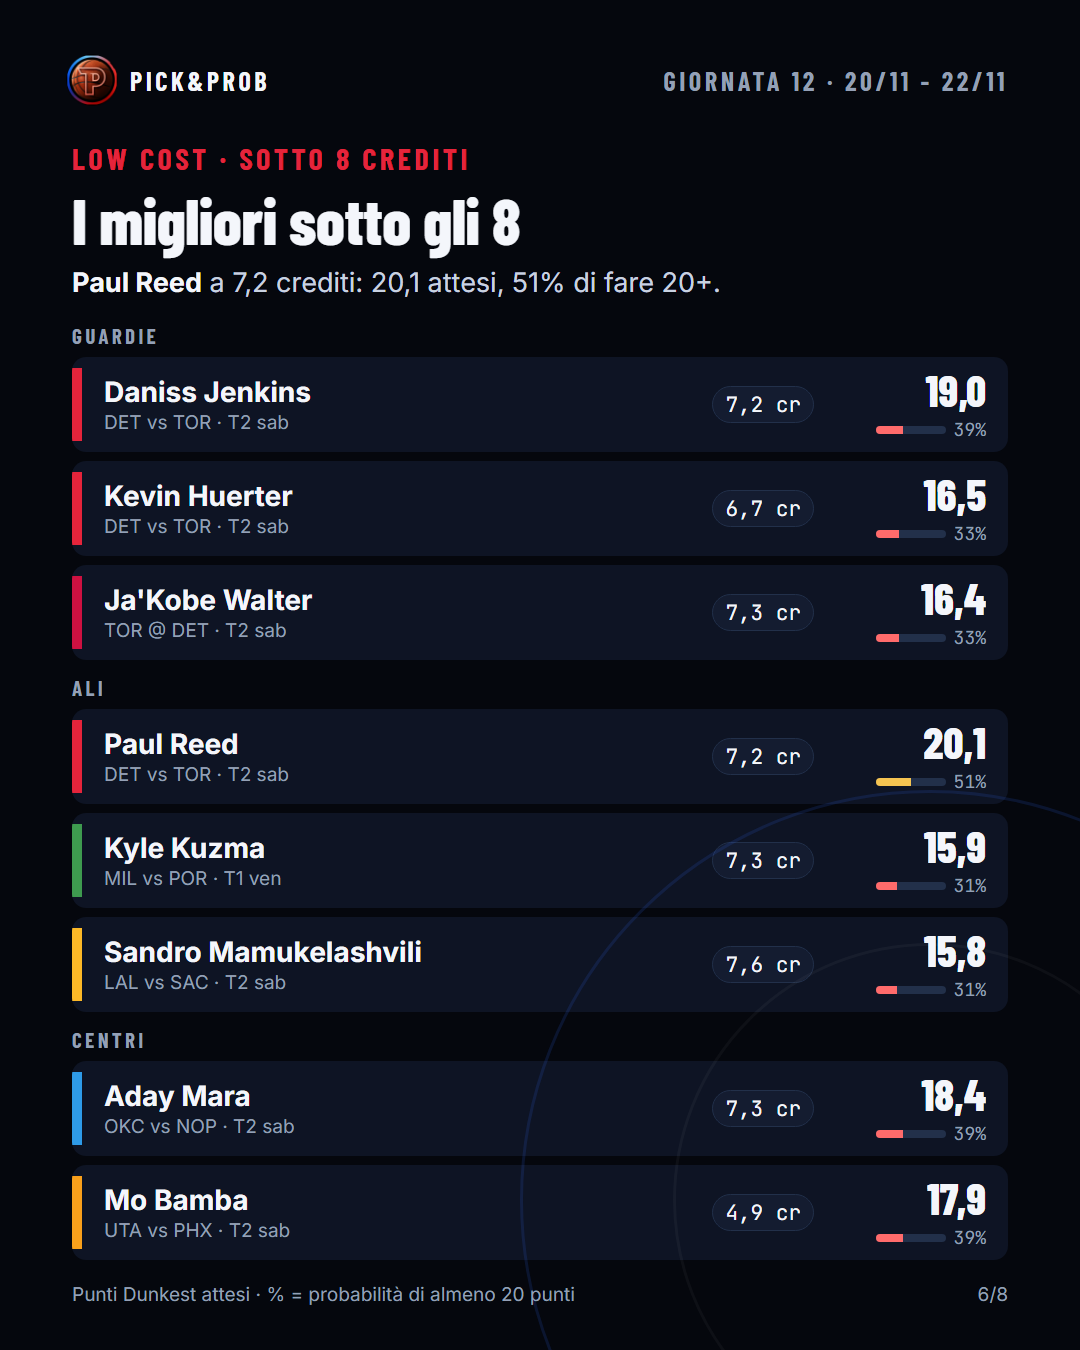 PICK&PROB
GIORNATA 12 · 20/11 - 22/11
LOW COST · SOTTO 8 CREDITI
I migliori sotto gli 8
Paul Reed a 7,2 crediti: 20,1 attesi, 51% di fare 20+.
GUARDIE
Daniss Jenkins
DET vs TOR · T2 sab
7,2 cr
19,0
39%
Kevin Huerter
DET vs TOR · T2 sab
6,7 cr
16,5
33%
Ja'Kobe Walter
TOR @ DET · T2 sab
7,3 cr
16,4
33%
ALI
Paul Reed
DET vs TOR · T2 sab
7,2 cr
20,1
51%
Kyle Kuzma
MIL vs POR · T1 ven
7,3 cr
15,9
31%
Sandro Mamukelashvili
LAL vs SAC · T2 sab
7,6 cr
15,8
31%
CENTRI
Aday Mara
OKC vs NOP · T2 sab
7,3 cr
18,4
39%
Mo Bamba
UTA vs PHX · T2 sab
4,9 cr
17,9
39%
Punti Dunkest attesi · % = probabilità di almeno 20 punti
6/8